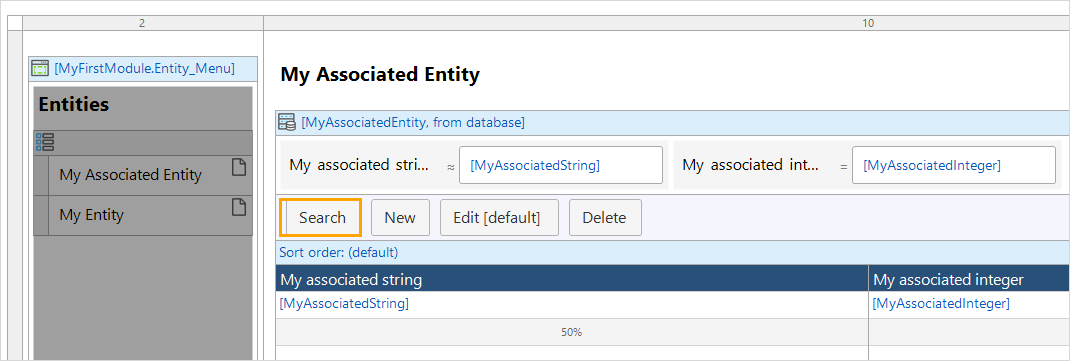 2
10
[MyFirstModule.Entity_Menu]
Entities
My Associated Entity
My Entity
My Associated Entity
[MyAssociatedEntity, from database]
My associated stri... ≈ [MyAssociatedString]
My associated int... = [MyAssociatedInteger]
Search New Edit [default] Delete
Sort order: (default)
My associated string My associated integer
[MyAssociatedString] [MyAssociatedInteger]
50%